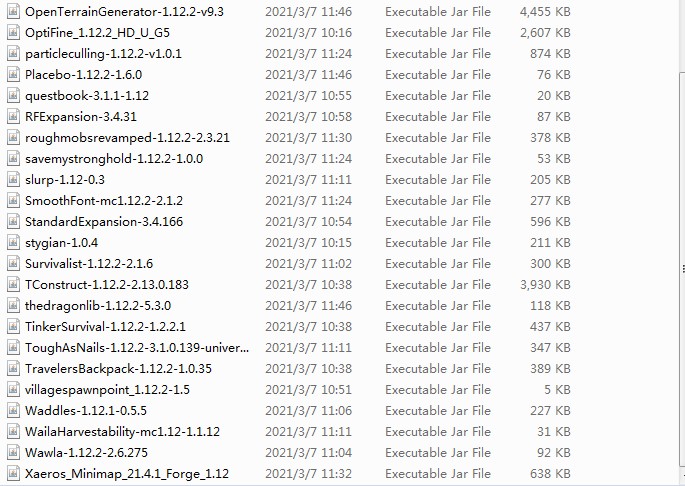 OpenTerrainGenerator-1.12.2-v9.3 2021/3/7 11:46 Executable Jar File 4,455 KB
OptiFine_1.12.2_HD_U_G5 2021/3/7 10:16 Executable Jar File 2,607 KB
particleculling-1.12.2-v1.0.1 2021/3/7 11:24 Executable Jar File 874 KB
Placebo-1.12.2-1.6.0 2021/3/7 11:46 Executable Jar File 76 KB
questbook-3.1.1-1.12 2021/3/7 10:55 Executable Jar File 20 KB
RFExpansion-3.4.31 2021/3/7 10:58 Executable Jar File 87 KB
roughmobsrevamped-1.12.2-2.3.21 2021/3/7 11:30 Executable Jar File 378 KB
savemystronghold-1.12.2-1.0.0 2021/3/7 11:24 Executable Jar File 53 KB
slurp-1.12-0.3 2021/3/7 11:11 Executable Jar File 205 KB
SmoothFont-mc1.12.2-2.1.2 2021/3/7 11:24 Executable Jar File 277 KB
StandardExpansion-3.4.166 2021/3/7 10:54 Executable Jar File 596 KB
stygian-1.0.4 2021/3/7 10:15 Executable Jar File 211 KB
Survivalist-1.12.2-2.1.6 2021/3/7 11:02 Executable Jar File 300 KB
TConstruct-1.12.2-2.13.0.183 2021/3/7 10:38 Executable Jar File 3,930 KB
thedragonlib-1.12.2-5.3.0 2021/3/7 11:46 Executable Jar File 118 KB
TinkerSurvival-1.12.2-1.2.2.1 2021/3/7 10:38 Executable Jar File 437 KB
ToughAsNails-1.12.2-3.1.0.139-univer... 2021/3/7 11:11 Executable Jar File 347 KB
TravelersBackpack-1.12.2-1.0.35 2021/3/7 10:38 Executable Jar File 389 KB
villagespawnpoint_1.12.2-1.5 2021/3/7 10:51 Executable Jar File 5 KB
Waddles-1.12.1-0.5.5 2021/3/7 11:06 Executable Jar File 227 KB
WailaHarvestability-mc1.12-1.1.12 2021/3/7 11:11 Executable Jar File 31 KB
Wawla-1.12.2-2.6.275 2021/3/7 11:04 Executable Jar File 92 KB
Xaeros_Minimap_21.4.1_Forge_1.12 2021/3/7 11:32 Executable Jar File 638 KB